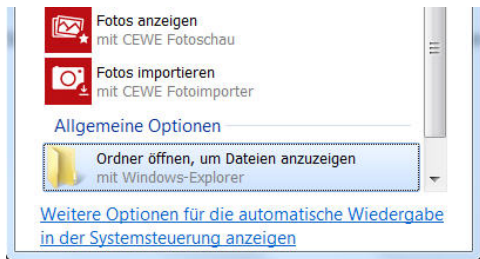 Fotos anzeigen
mit CEWE Fotoschau
Fotos importieren
mit CEWE Fotoimporter
Allgemeine Optionen
Ordner öffnen, um Dateien anzuzeigen
mit Windows-Explorer
Weitere Optionen für die automatische Wiedergabe
in der Systemsteuerung anzeigen